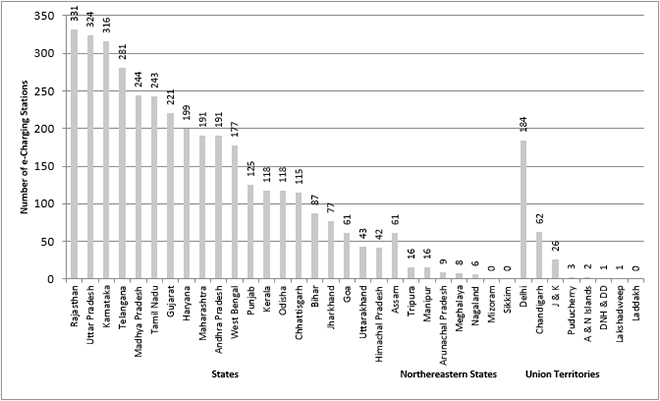 Number of e-Charging Stations
350
300
250
200
150
100
50
0
331
324
316
281
244
243
221
199
191
191
177
125
118
118
115
87
77
61
43
42
61
16
16
9
8
6
0
0
184
62
26
3
2
1
1
0
Rajasthan
Uttar Pradesh
Karnataka
Telangana
Madhya Pradesh
Tamil Nadu
Gujarat
Haryana
Maharashtra
Andhra Pradesh
West Bengal
Punjab
Kerala
Odisha
Chhattisgarh
Bihar
Jharkhand
Goa
Uttarakhand
Himachal Pradesh
Assam
Tripura
Manipur
Arunachal Pradesh
Meghalaya
Nagaland
Mizoram
Sikkim
Delhi
Chandigarh
J & K
Puducherry
A & N Islands
DNH & DD
Lakshadweep
Laddakh
States
Northereastern States
Union Territories